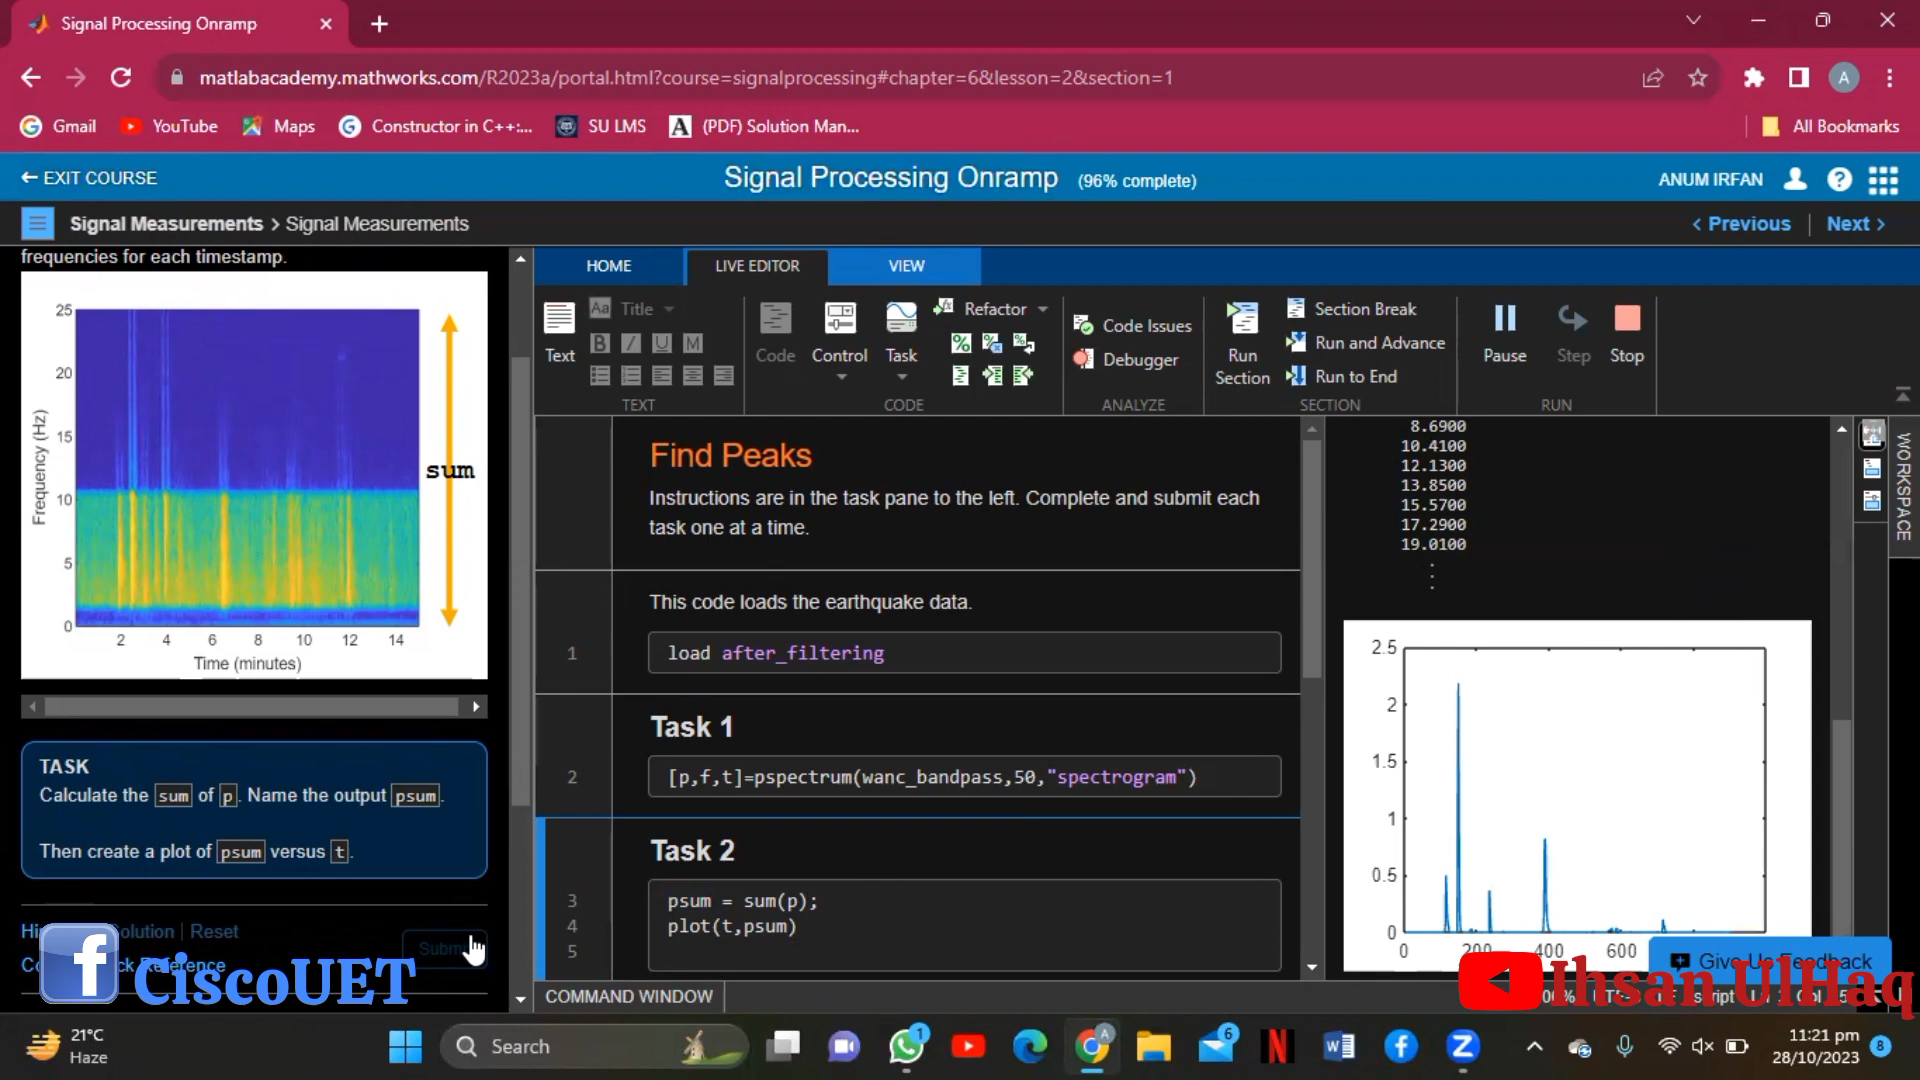 Signal Processing Onramp
matlabacademy.mathworks.com/R2023a/portal.html?course=signalprocessing#chapter=6&lesson=2&section=1
A
Gmail
YouTube
Maps
Constructor in C++:...
SU LMS
(PDF) Solution Man...
All Bookmarks
EXIT COURSE
Signal Processing Onramp (96% complete)
ANUM IRFAN
Signal Measurements > Signal Measurements
Previous
Next
frequencies for each timestamp.
25
20
15
10
5
0
Frequency (Hz)
2 4 6 8 10 12 14
Time (minutes)
sum
TASK
Calculate the sum of p. Name the output psum.
Then create a plot of psum versus t.
Reset
HOME
LIVE EDITOR
VIEW
Text
Aa Title
B I U M
TEXT
Code
Control
Task
Refactor
CODE
Code Issues
Debugger
ANALYZE
Run Section
Section Break
Run and Advance
Run to End
SECTION
Pause
Step
Stop
RUN
Find Peaks
Instructions are in the task pane to the left. Complete and submit each
task one at a time.
This code loads the earthquake data.
1 load after_filtering
Task 1
2 [p,f,t]=pspectrum(wanc_bandpass,50,"spectrogram")
Task 2
3 psum = sum(p);
4 plot(t,psum)
5
8.6900
10.4100
12.1300
13.8500
15.5700
17.2900
19.0100
WORKSPACE
2.5
2
1.5
1
0.5
0
0 200 400 600
Give Us Feedback
COMMAND WINDOW
f CiscoUET
Ihsan UlHaq
21°C
Haze
Search
1
6
11:21 pm
28/10/2023
8